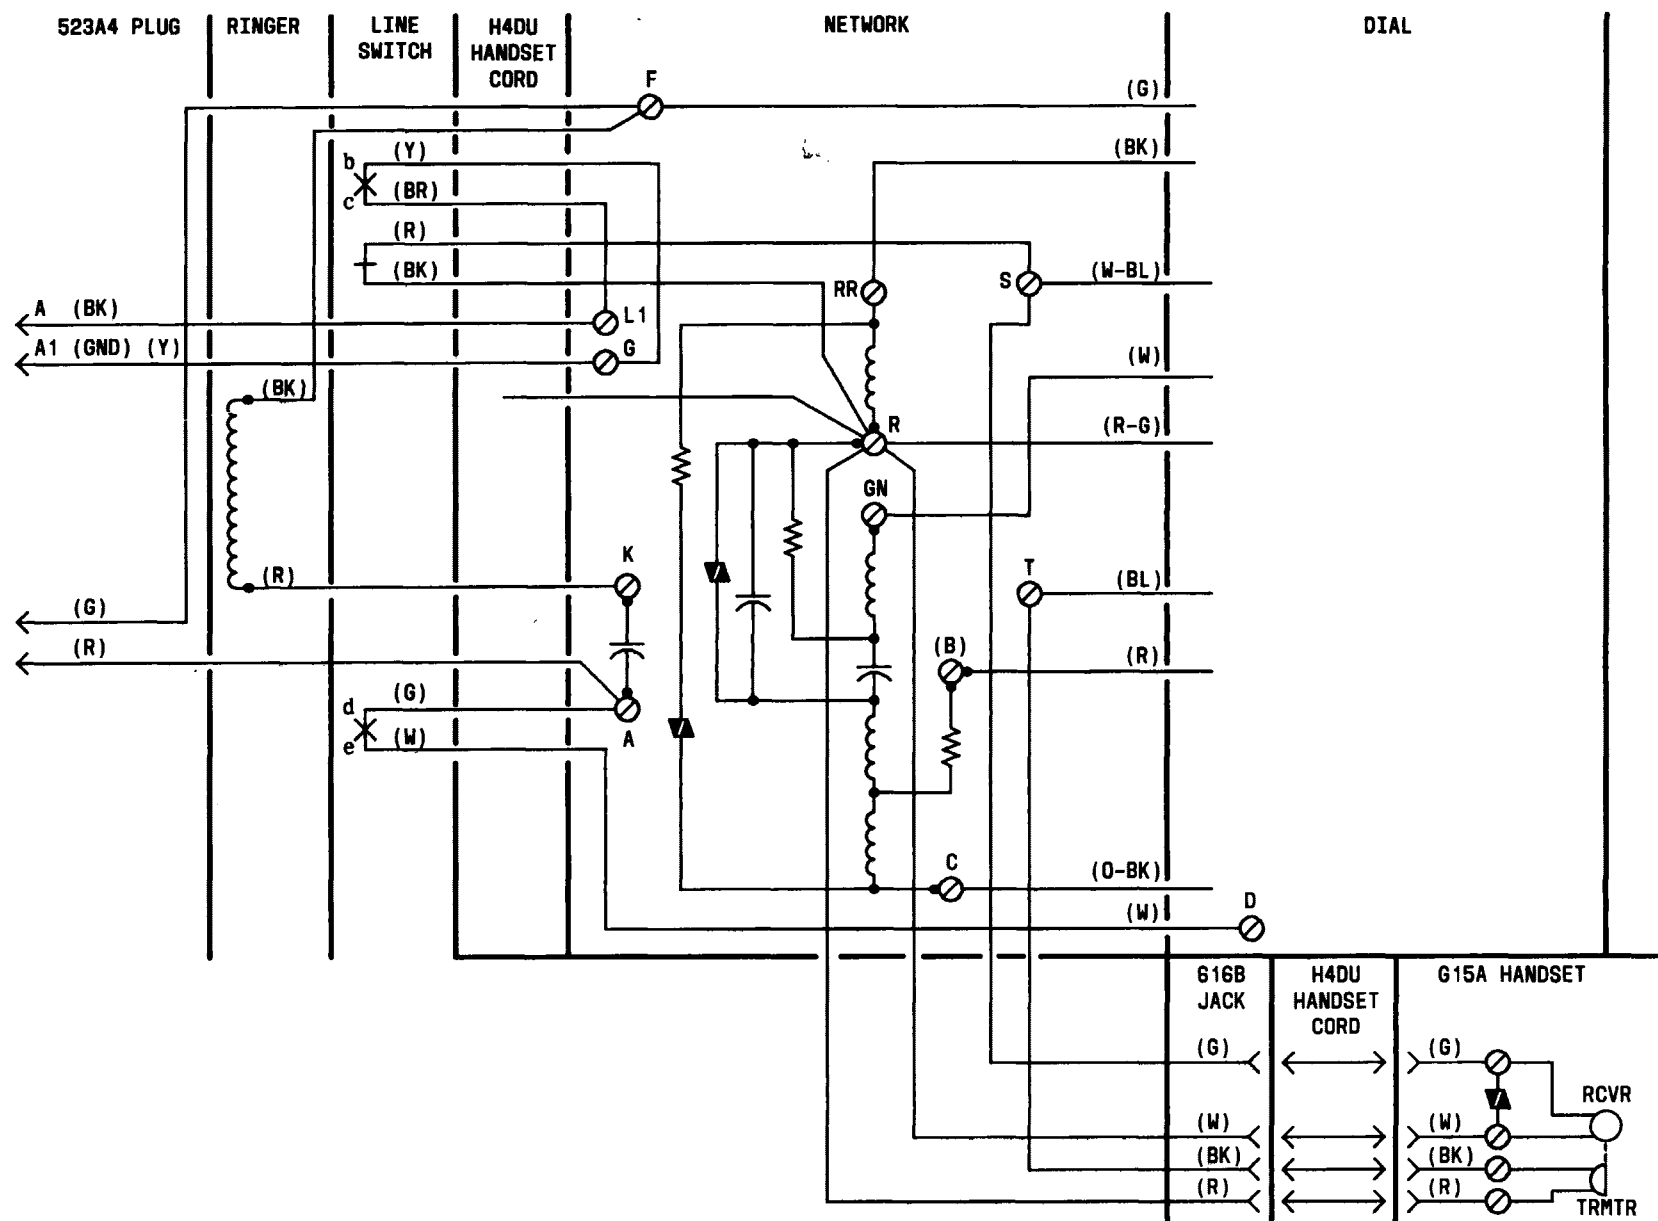 523A4 PLUG
RINGER
LINE
SWITCH
H4DU
HANDSET
CORD
NETWORK
DIAL
F
(G)
(BK)
b
(Y)
c
(BR)
(R)
(BK)
RR
S
(W-BL)
A (BK)
L1
A1 (GND) (Y)
G
(W)
(BK)
R
(R-G)
GN
K
(R)
T
(BL)
(G)
(R)
(B)
(R)
d
(G)
e
(W)
A
C
(O-BK)
D
(W)
616B
JACK
H4DU
HANDSET
CORD
G15A HANDSET
(G)
(G)
RCVR
(W)
(W)
(BK)
(BK)
(R)
(R)
TRMTR